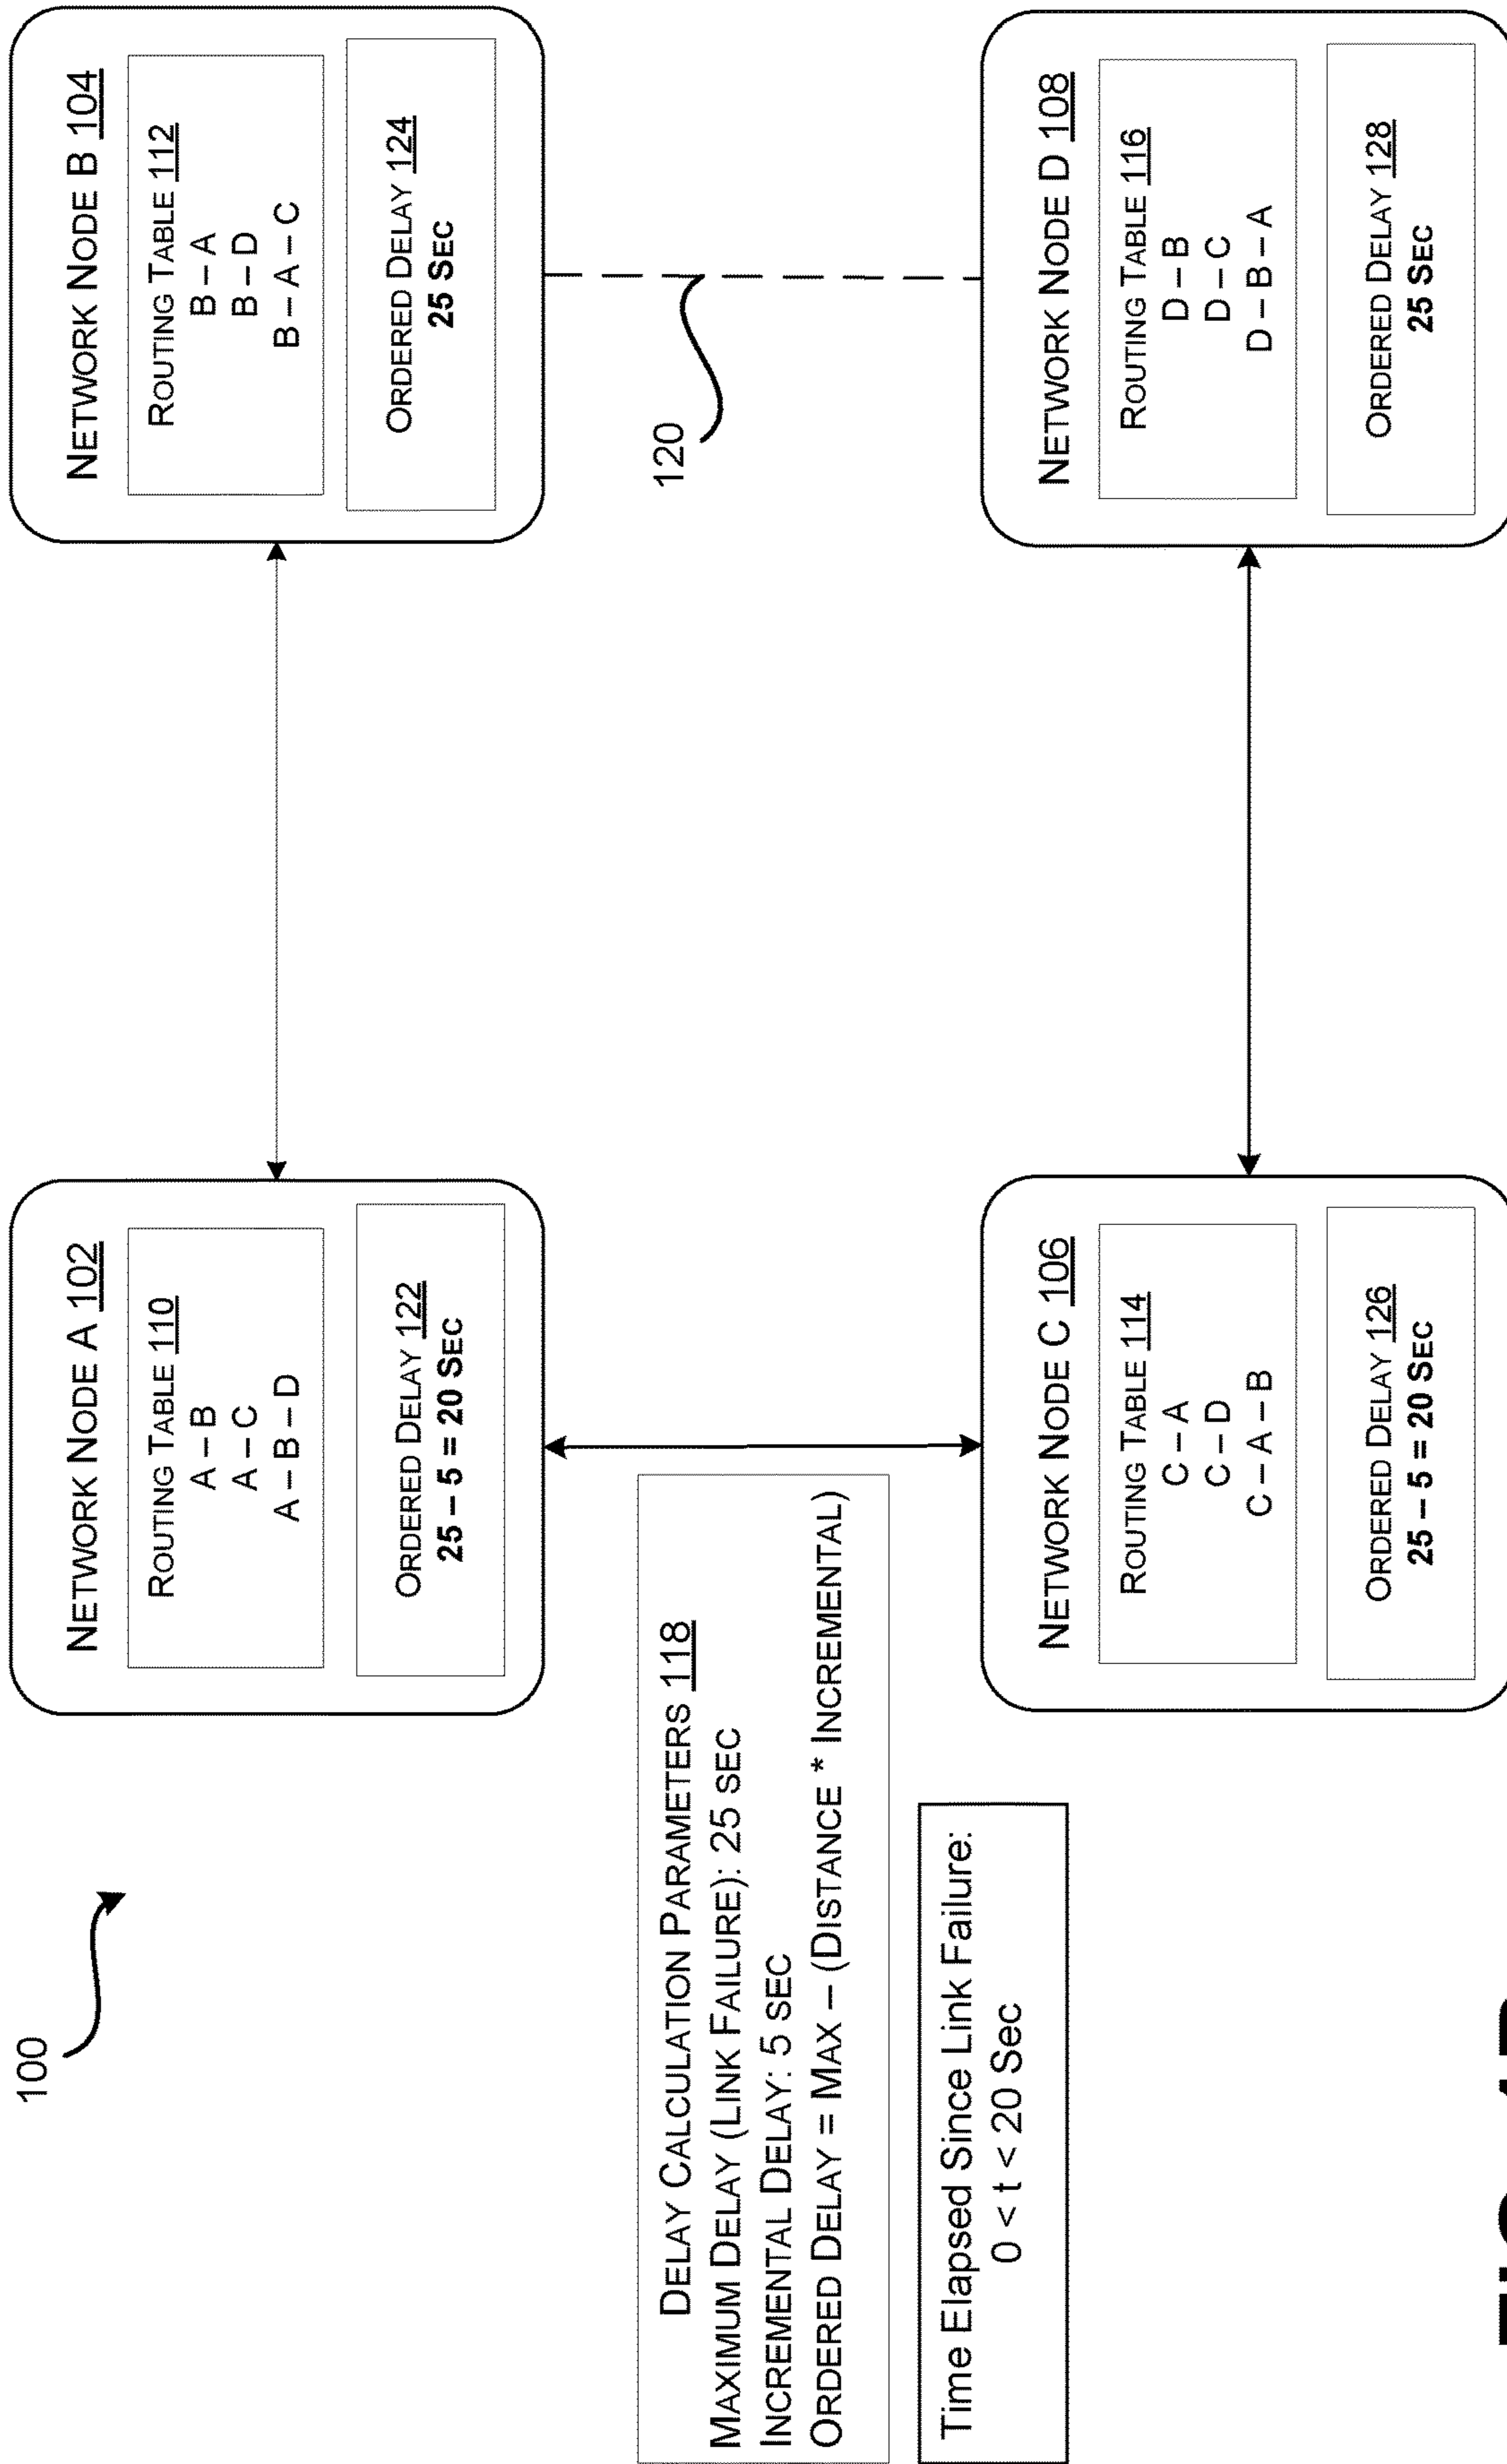 100
NETWORK NODE A 102
ROUTING TABLE 110
A – B
A – C
A – B – D
ORDERED DELAY 122
25 – 5 = 20 SEC
NETWORK NODE B 104
ROUTING TABLE 112
B – A
B – D
B – A – C
ORDERED DELAY 124
25 SEC
DELAY CALCULATION PARAMETERS 118
MAXIMUM DELAY (LINK FAILURE): 25 SEC
INCREMENTAL DELAY: 5 SEC
ORDERED DELAY = MAX – (DISTANCE * INCREMENTAL)
120
Time Elapsed Since Link Failure:
0 < t < 20 Sec
NETWORK NODE C 106
ROUTING TABLE 114
C – A
C – D
C – A – B
ORDERED DELAY 126
25 – 5 = 20 SEC
NETWORK NODE D 108
ROUTING TABLE 116
D – B
D – C
D – B – A
ORDERED DELAY 128
25 SEC